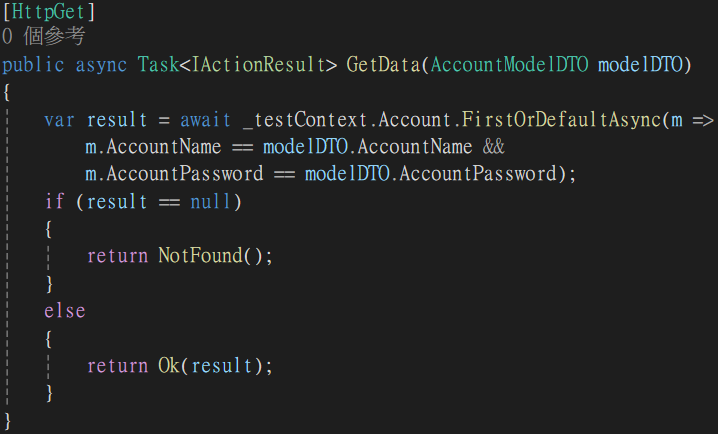 [HttpGet]
0 個參考
public async Task<IActionResult> GetData(AccountModelDTO modelDTO)
{
var result = await _testContext.Account.FirstOrDefaultAsync(m =>
m.AccountName == modelDTO.AccountName &&
m.AccountPassword == modelDTO.AccountPassword);
if (result == null)
{
return NotFound();
}
else
{
return Ok(result);
}
}